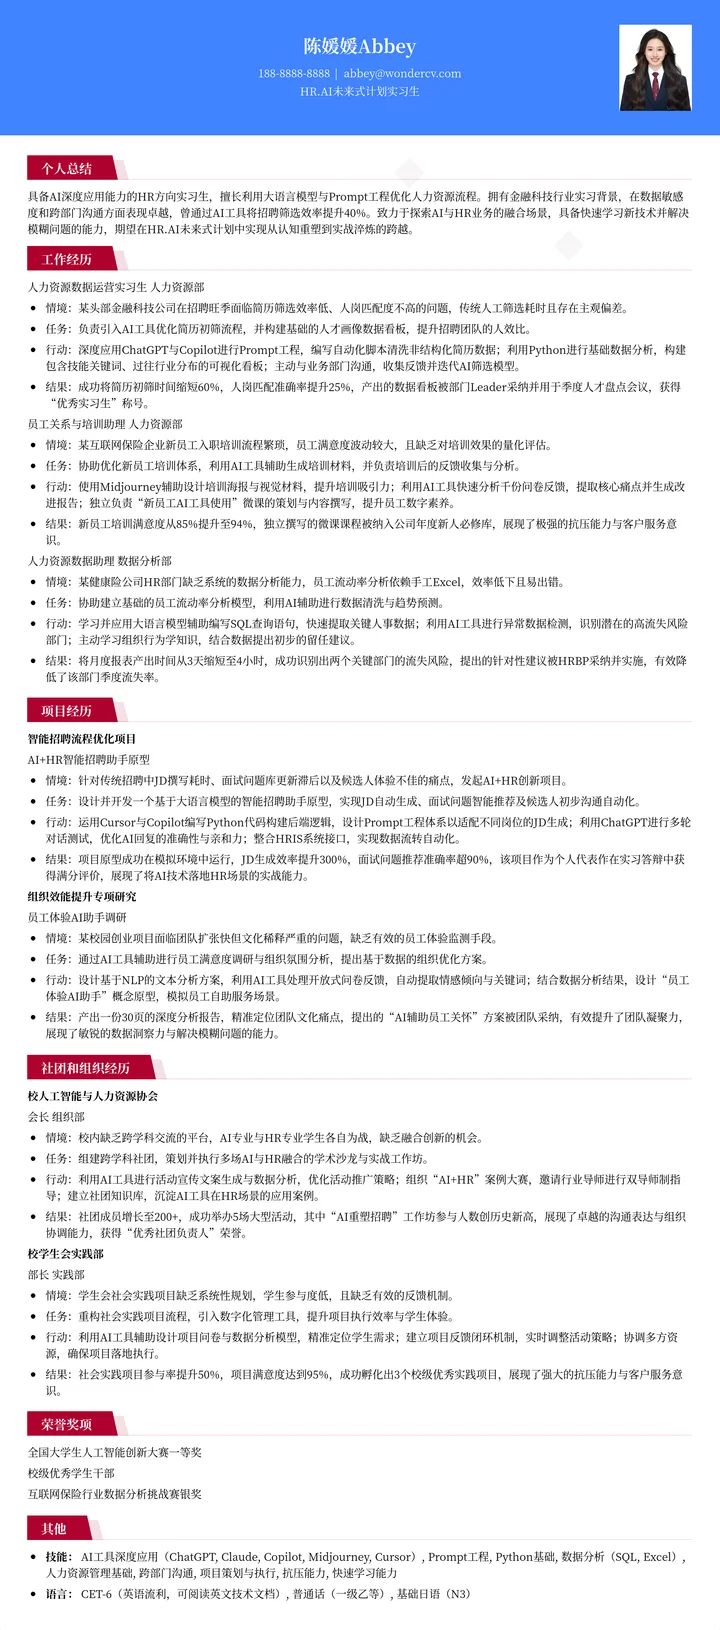 陈媛媛Abbey
188-8888-8888 | abbey@wondercv.com
HR.AI未来式计划实习生
个人总结
具备AI深度应用能力的HR方向实习生，擅长利用大语言模型与Prompt工程优化人力资源流程。拥有金融科技行业实习背景，在数据敏感
度和跨部门沟通方面表现卓越，曾通过AI工具将招聘筛选效率提升40%。致力于探索AI与HR业务的融合场景，具备快速学习新技术并解决
模糊问题的能力，期望在HR.AI未来式计划中实现从认知重塑到实战淬炼的跨越。
工作经历
人力资源数据运营实习生 人力资源部
• 情境：某头部金融科技公司在招聘旺季面临简历筛选效率低、人岗匹配度不高的问题，传统人工筛选耗时且存在主观偏差。
• 任务：负责引入AI工具优化简历初筛流程，并构建基础的人才画像数据看板，提升招聘团队的人效比。
• 行动：深度应用ChatGPT与Copilot进行Prompt工程，编写自动化脚本清洗非结构化简历数据；利用Python进行基础数据分析，构建
包含技能关键词、过往行业分布的可视化看板；主动与业务部门沟通，收集反馈并迭代AI筛选模型。
• 结果：成功将简历初筛时间缩短60%，人岗匹配准确率提升25%，产出的数据看板被部门Leader采纳并用于季度人才盘点会议，获得
“优秀实习生”称号。
员工关系与培训助理 人力资源部
• 情境：某互联网保险企业新员工入职培训流程繁琐，员工满意度波动较大，且缺乏对培训效果的量化评估。
• 任务：协助优化新员工培训体系，利用AI工具辅助生成培训材料，并负责培训后的反馈收集与分析。
• 行动：使用Midjourney辅助设计培训海报与视觉材料，提升培训吸引力；利用AI工具快速分析千份问卷反馈，提取核心痛点并生成改
进报告；独立负责“新员工AI工具使用”微课的策划与内容撰写，提升员工数字素养。
• 结果：新员工培训满意度从85%提升至94%，独立撰写的微课课程被纳入公司年度新人必修库，展现了极强的抗压能力与客户服务意
识。
人力资源数据助理 数据分析部
• 情境：某健康险公司HR部门缺乏系统的数据分析能力，员工流动率分析依赖手工Excel，效率低下且易出错。
• 任务：协助建立基础的员工流动率分析模型，利用AI辅助进行数据清洗与趋势预测。
• 行动：学习并应用大语言模型辅助编写SQL查询语句，快速提取关键人事数据；利用AI工具进行异常数据检测，识别潜在的高流失风险
部门；主动学习组织行为学知识，结合数据提出初步的留任建议。
• 结果：将月度报表产出时间从3天缩短至4小时，成功识别出两个关键部门的流失风险，提出的针对性建议被HRBP采纳并实施，有效降
低了该部门季度流失率。
项目经历
智能招聘流程优化项目
AI+HR智能招聘助手原型
• 情境：针对传统招聘中JD撰写耗时、面试问题库更新滞后以及候选人体验不佳的痛点，发起AI+HR创新项目。
• 任务：设计并开发一个基于大语言模型的智能招聘助手原型，实现JD自动生成、面试问题智能推荐及候选人初步沟通自动化。
• 行动：运用Cursor与Copilot编写Python代码构建后端逻辑，设计Prompt工程体系以适配不同岗位的JD生成；利用ChatGPT进行多轮
对话测试，优化AI回复的准确性与亲和力；整合HRIS系统接口，实现数据流转自动化。
• 结果：项目原型成功在模拟环境中运行，JD生成效率提升300%，面试问题推荐准确率超90%，该项目作为个人代表作在实习答辩中获
得满分评价，展现了将AI技术落地HR场景的实战能力。
组织效能提升专项研究
员工体验AI助手调研
• 情境：某校园创业项目面临团队扩张快但文化稀释严重的问题，缺乏有效的员工体验监测手段。
• 任务：通过AI工具辅助进行员工满意度调研与组织氛围分析，提出基于数据的组织优化方案。
• 行动：设计基于NLP的文本分析方案，利用AI工具处理开放式问卷反馈，自动提取情感倾向与关键词；结合数据分析结果，设计“员工
体验AI助手”概念原型，模拟员工自助服务场景。
• 结果：产出一份30页的深度分析报告，精准定位团队文化痛点，提出的“AI辅助员工关怀”方案被团队采纳，有效提升了团队凝聚力，
展现了敏锐的数据洞察力与解决模糊问题的能力。
社团和组织经历
校人工智能与人力资源协会
会长 组织部
• 情境：校内缺乏跨学科交流的平台，AI专业与HR专业学生各自为战，缺乏融合创新的机会。
• 任务：组建跨学科社团，策划并执行多场AI与HR融合的学术沙龙与实战工作坊。
• 行动：利用AI工具进行活动宣传文案生成与数据分析，优化活动推广策略；组织“AI+HR”案例大赛，邀请行业导师进行双导师制指
导；建立社团知识库，沉淀AI工具在HR场景的应用案例。
• 结果：社团成员增长至200+，成功举办5场大型活动，其中“AI重塑招聘”工作坊参与人数创历史新高，展现了卓越的沟通表达与组织
协调能力，获得“优秀社团负责人”荣誉。
校学生会实践部
部长 实践部
• 情境：学生会社会实践项目缺乏系统性规划，学生参与度低，且缺乏有效的反馈机制。
• 任务：重构社会实践项目流程，引入数字化管理工具，提升项目执行效率与学生体验。
• 行动：利用AI工具辅助设计项目问卷与数据分析模型，精准定位学生需求；建立项目反馈闭环机制，实时调整活动策略；协调多方资
源，确保项目落地执行。
• 结果：社会实践项目参与率提升50%，项目满意度达到95%，成功孵化出3个校级优秀实践项目，展现了强大的抗压能力与客户服务意
识。
荣誉奖项
全国大学生人工智能创新大赛一等奖
校级优秀学生干部
互联网保险行业数据分析挑战赛银奖
其他
• 技能： AI工具深度应用（ChatGPT, Claude, Copilot, Midjourney, Cursor）, Prompt工程, Python基础, 数据分析（SQL, Excel）,
人力资源管理基础, 跨部门沟通, 项目策划与执行, 抗压能力, 快速学习能力
• 语言： CET-6（英语流利，可阅读英文技术文档）, 普通话（一级乙等）, 基础日语（N3）